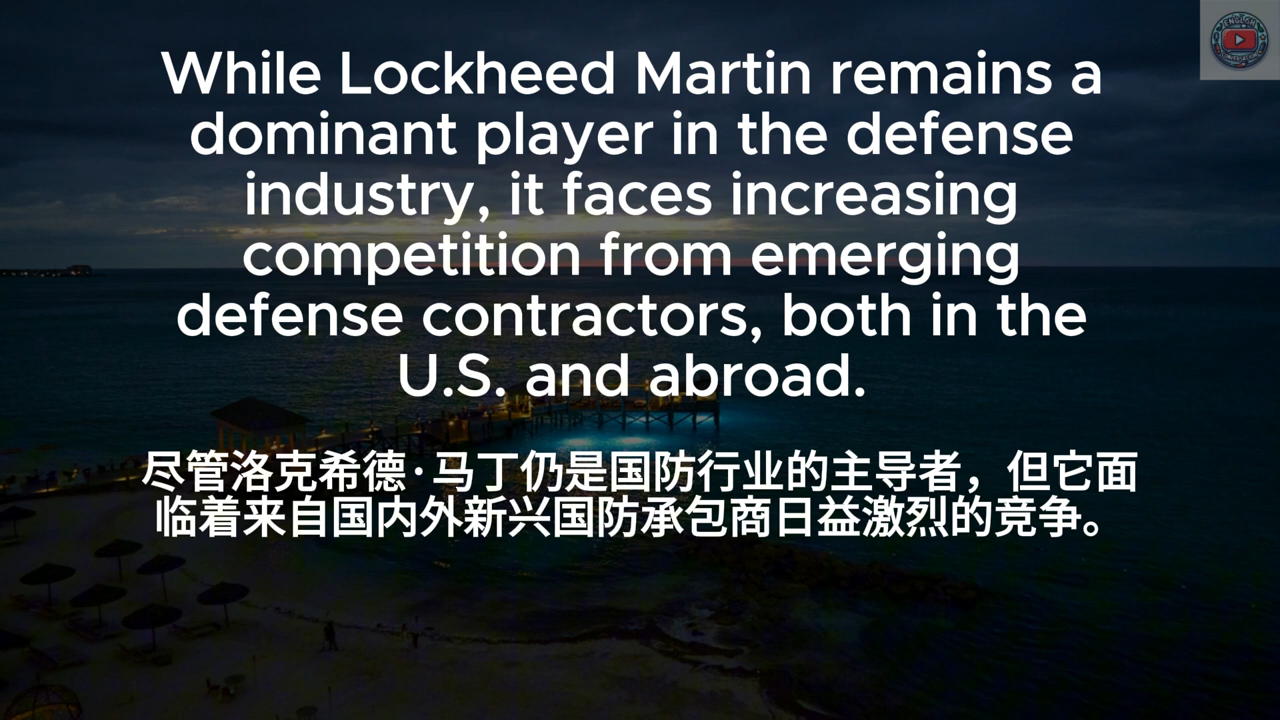 While Lockheed Martin remains a
dominant player in the defense
industry, it faces increasing
competition from emerging
defense contractors, both in the
U.S. and abroad.
尽管洛克希德·马丁仍是国防行业的主导者，但它面
临着来自国内外新兴国防承包商日益激烈的竞争。